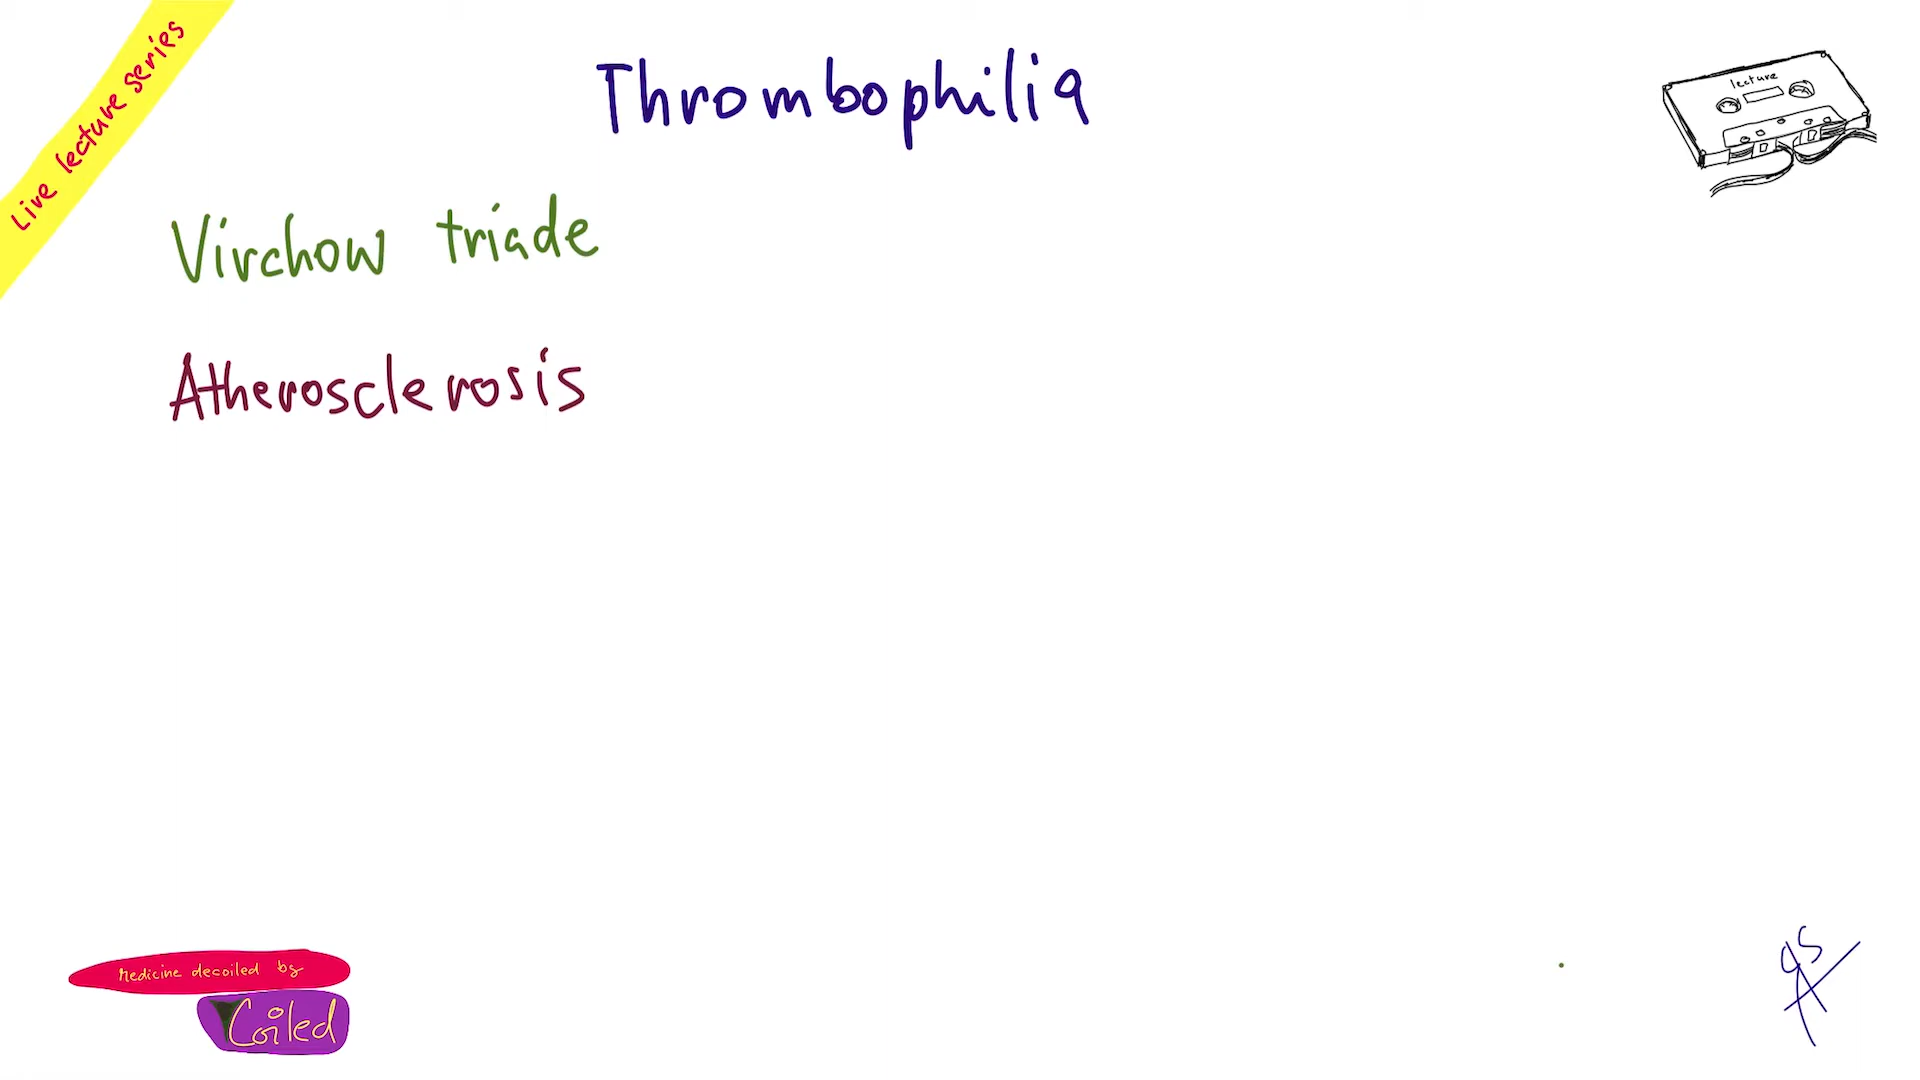 Live lecture series
Thrombophilia
lecture
Virchow triade
Atherosclerosis
Medicine decoiled by
Coiled